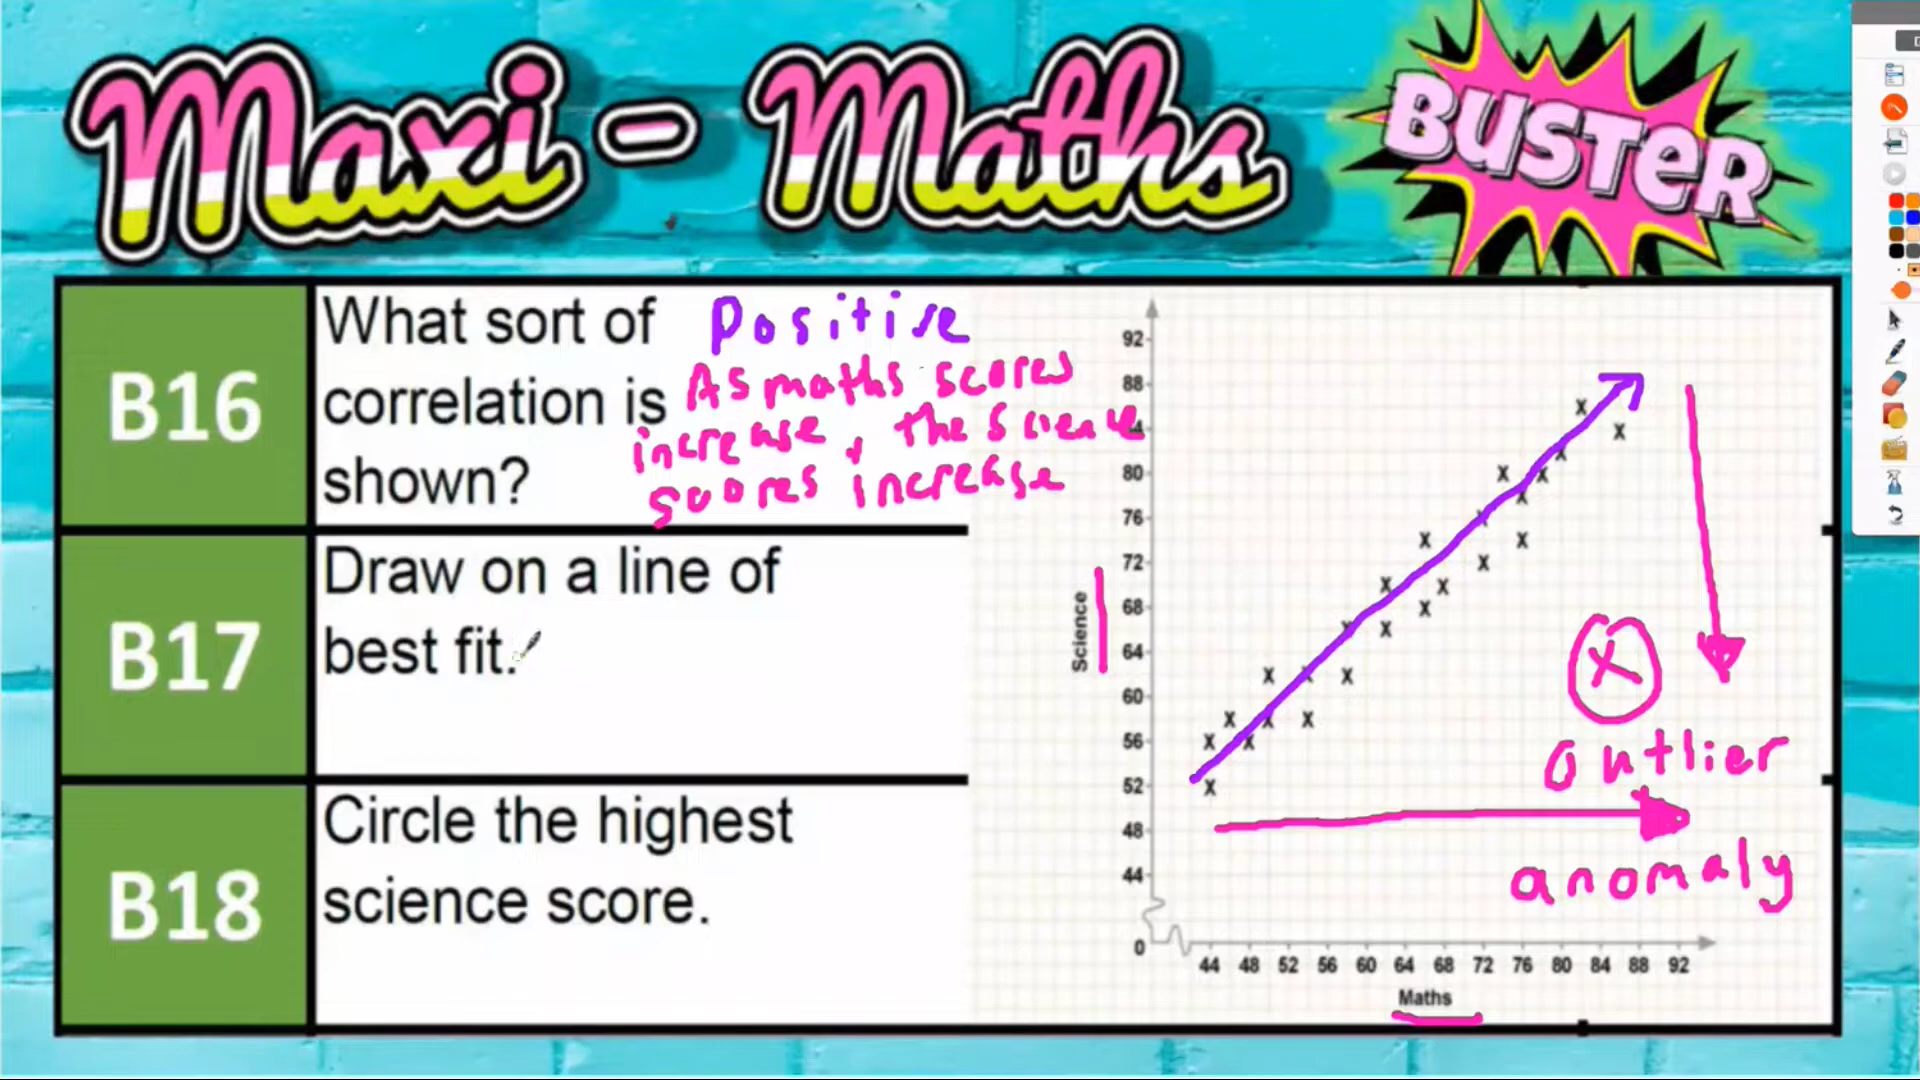 Maxi - Maths
BUSTER
B16
What sort of
correlation is
shown?
Positive
As maths scores
increase, the Science
scores increase
B17
Draw on a line of
best fit.
B18
Circle the highest
science score.
92
88
84
80
76
72
68
64
60
56
52
48
44
0
Science
44 48 52 56 60 64 68 72 76 80 84 88 92
Maths
outlier
anomaly